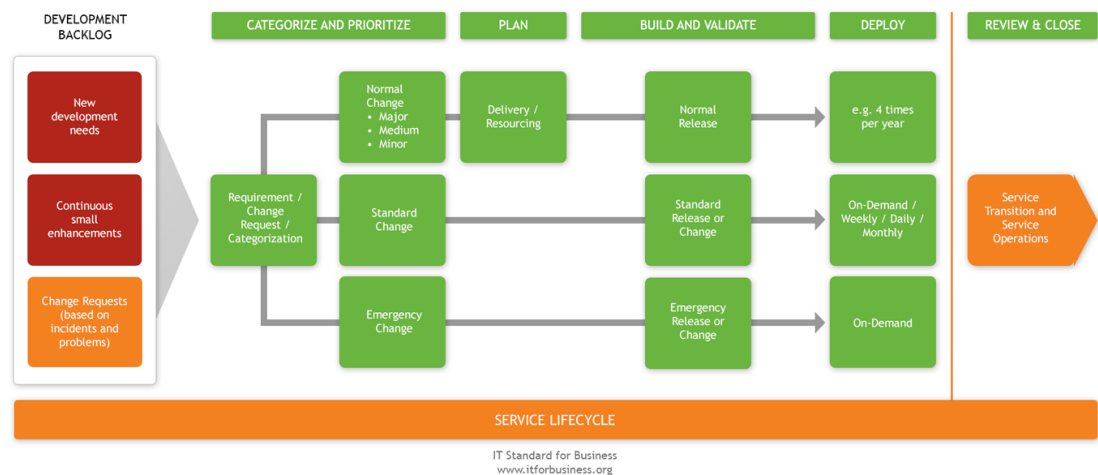 DEVELOPMENT
BACKLOG
CATEGORIZE AND PRIORITIZE
PLAN
BUILD AND VALIDATE
DEPLOY
REVIEW & CLOSE
New
development
needs
Continuous
small
enhancements
Change Requests
(based on
incidents and
problems)
Requirement /
Change
Request /
Categorization
Normal
Change
• Major
• Medium
• Minor
Delivery /
Resourcing
Normal
Release
e.g. 4 times
per year
Standard
Change
Standard
Release or
Change
On-Demand /
Weekly / Daily /
Monthly
Emergency
Change
Emergency
Release or
Change
On-Demand
Service
Transition and
Service
Operations
SERVICE LIFECYCLE
IT Standard for Business
www.itforbusiness.org